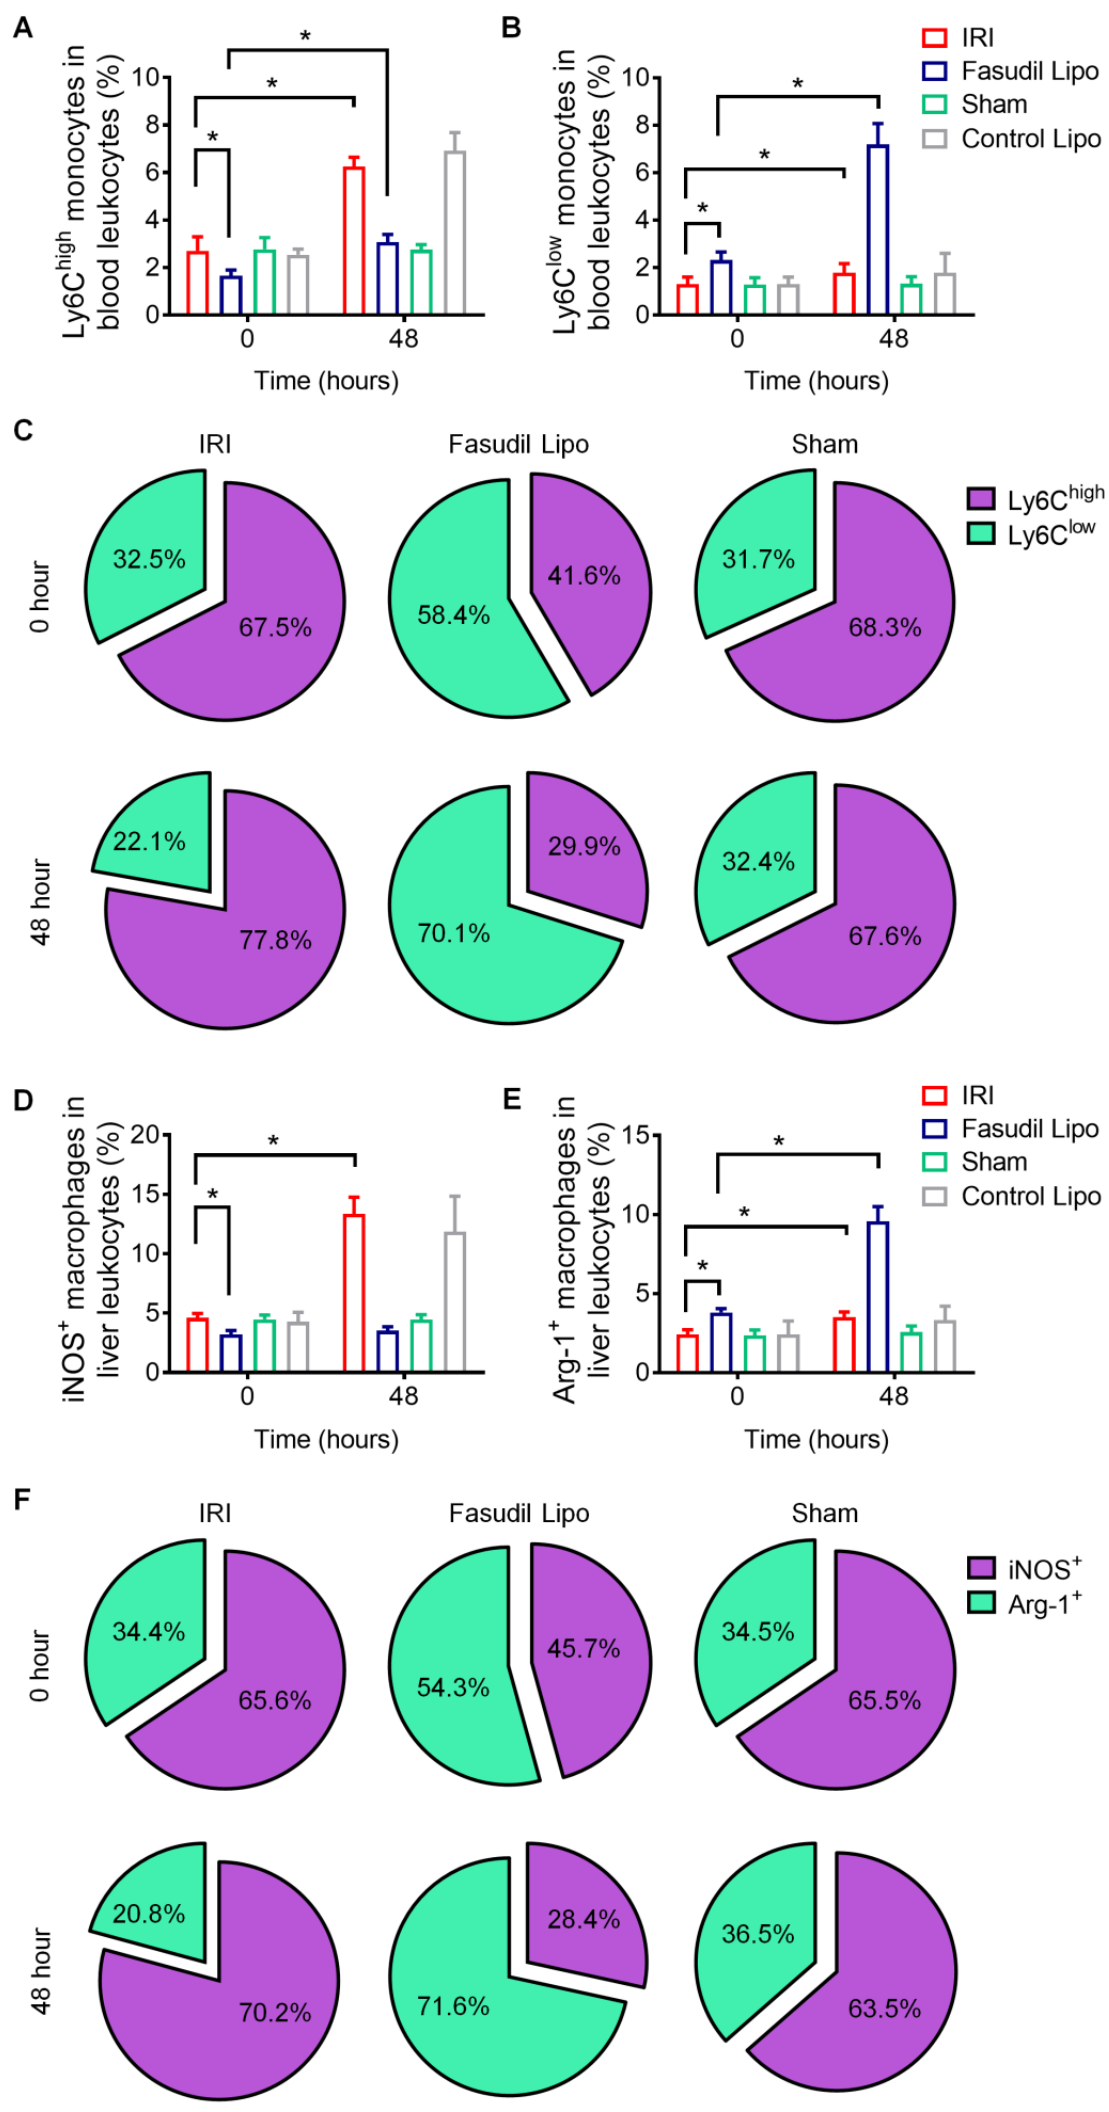 A
Ly6Chigh monocytes in
blood leukocytes (%)
10
8
6
4
2
0
*
*
*
0
48
Time (hours)
B
Ly6Clow monocytes in
blood leukocytes (%)
10
8
6
4
2
0
*
*
*
0
48
Time (hours)
IRI
Fasudil Lipo
Sham
Control Lipo
C
IRI
Fasudil Lipo
Sham
Ly6Chigh
Ly6Clow
0 hour
32.5%
67.5%
58.4%
41.6%
31.7%
68.3%
48 hour
22.1%
77.8%
70.1%
29.9%
32.4%
67.6%
D
iNOS+ macrophages in
liver leukocytes (%)
20
15
10
5
0
*
*
0
48
Time (hours)
E
Arg-1+ macrophages in
liver leukocytes (%)
15
10
5
0
*
*
*
0
48
Time (hours)
IRI
Fasudil Lipo
Sham
Control Lipo
F
IRI
Fasudil Lipo
Sham
iNOS+
Arg-1+
0 hour
34.4%
65.6%
54.3%
45.7%
34.5%
65.5%
48 hour
20.8%
70.2%
71.6%
28.4%
36.5%
63.5%